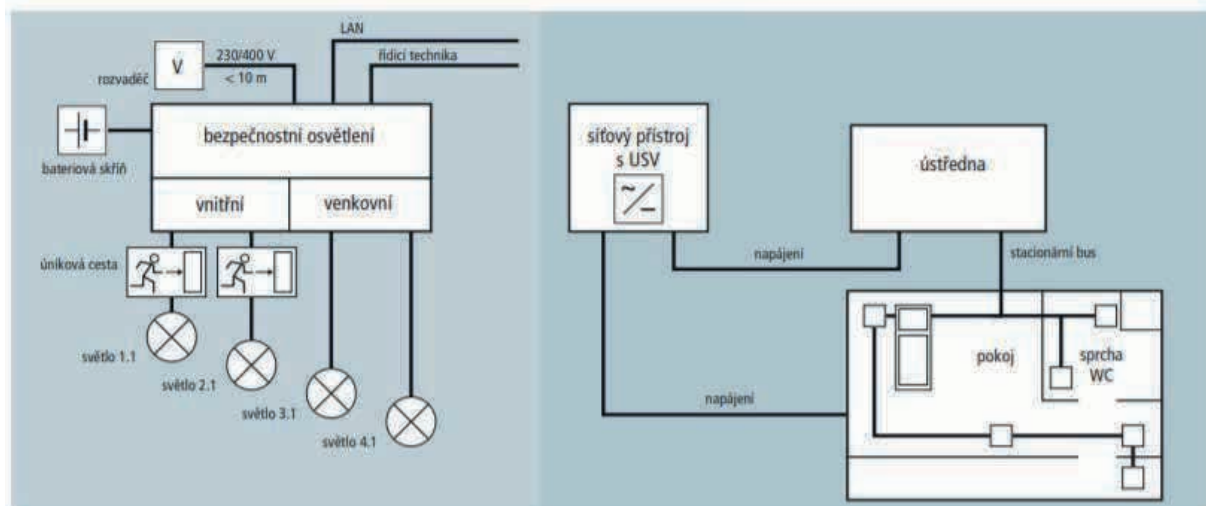 LAN
230/400 V
řídicí technika
rozvaděč
V
< 10 m
bezpečnostní osvětlení
bateriová skříň
vnitřní
venkovní
úniková cesta
světlo 1.1
světlo 2.1
světlo 3.1
světlo 4.1
síťový přístroj
s USV
ústředna
napájení
stacionární bus
pokoj
sprcha
WC
napájení